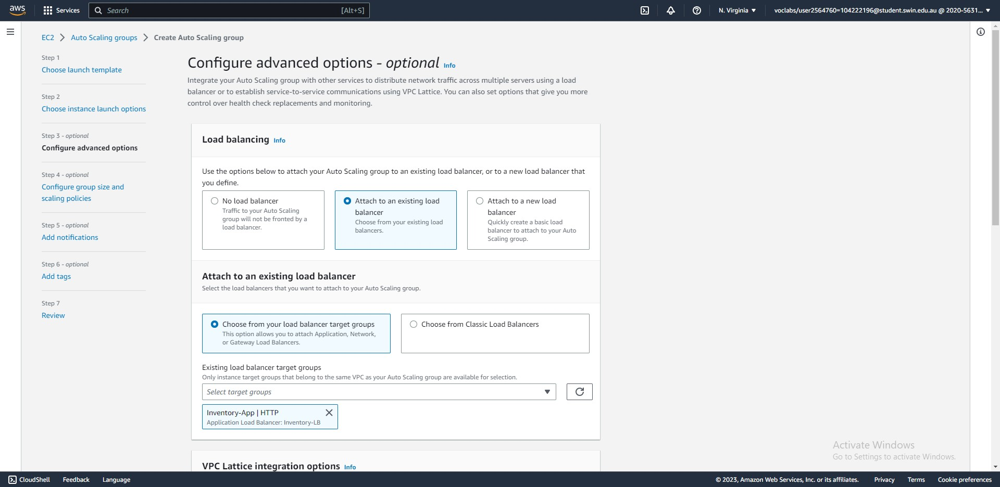 aws
Services
Search
[Alt+S]
N. Virginia
voclabs/user2564760=104222196@student.swin.edu.au @ 2020-5631...
EC2 > Auto Scaling groups > Create Auto Scaling group
Step 1
Choose launch template
Step 2
Choose instance launch options
Step 3 - optional
Configure advanced options
Step 4 - optional
Configure group size and
scaling policies
Step 5 - optional
Add notifications
Step 6 - optional
Add tags
Step 7
Review
Configure advanced options - optional Info
Integrate your Auto Scaling group with other services to distribute network traffic across multiple servers using a load
balancer or to establish service-to-service communications using VPC Lattice. You can also set options that give you more
control over health check replacements and monitoring.
Load balancing Info
Use the options below to attach your Auto Scaling group to an existing load balancer, or to a new load balancer that
you define.
No load balancer
Traffic to your Auto Scaling
group will not be fronted by a
load balancer.
Attach to an existing load
balancer
Choose from your existing load
balancers.
Attach to a new load
balancer
Quickly create a basic load
balancer to attach to your Auto
Scaling group.
Attach to an existing load balancer
Select the load balancers that you want to attach to your Auto Scaling group.
Choose from your load balancer target groups
This option allows you to attach Application, Network,
or Gateway Load Balancers.
Choose from Classic Load Balancers
Existing load balancer target groups
Only instance target groups that belong to the same VPC as your Auto Scaling group are available for selection.
Select target groups
Inventory-App | HTTP
Application Load Balancer: Inventory-LB
VPC Lattice integration options Info
Activate Windows
Go to Settings to activate Windows.
CloudShell
Feedback
Language
© 2023, Amazon Web Services, Inc. or its affiliates.
Privacy
Terms
Cookie preferences